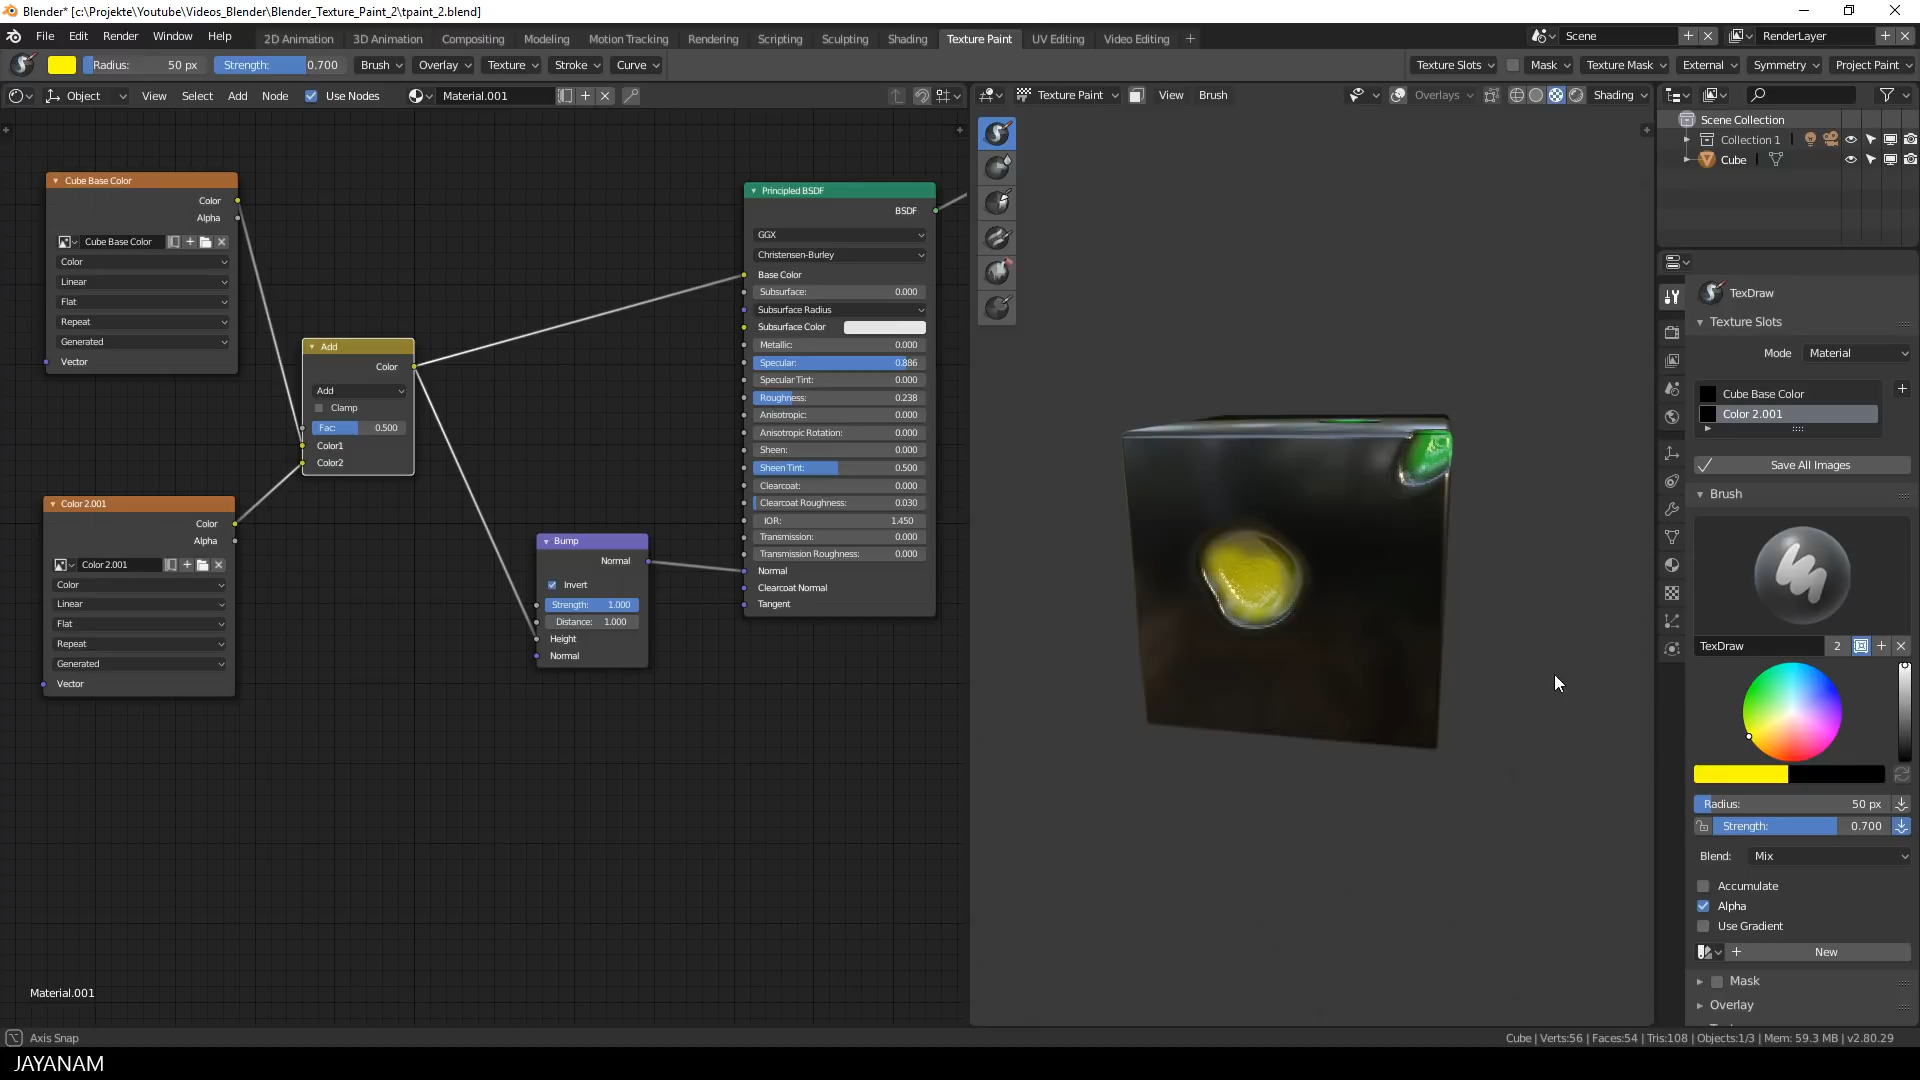 Blender* [c:\Projekte\Youtube\Videos_Blender\Blender_Texture_Paint_2\tpaint_2.blend]
File Edit Render Window Help 2D Animation 3D Animation Compositing Modeling Motion Tracking Rendering Scripting Sculpting Shading Texture Paint UV Editing Video Editing Scene RenderLayer
Radius: 50 px Strength: 0.700 Brush Overlay Texture Stroke Curve Texture Slots Mask Texture Mask External Symmetry Project Paint
Object View Select Add Node Use Nodes Material.001 Texture Paint View Brush Overlays Shading
Scene Collection
Collection 1
Cube
Cube Base Color
Color
Alpha
Cube Base Color
Color
Linear
Flat
Repeat
Generated
Vector
Add
Color
Add
Clamp
Fac: 0.500
Color1
Color2
Color 2.001
Color
Alpha
Color 2.001
Color
Linear
Flat
Repeat
Generated
Vector
Bump
Normal
Invert
Strength: 1.000
Distance: 1.000
Height
Normal
Principled BSDF
BSDF
GGX
Christensen-Burley
Base Color
Subsurface: 0.000
Subsurface Radius
Subsurface Color
Metallic: 0.000
Specular: 0.886
Specular Tint: 0.000
Roughness: 0.238
Anisotropic: 0.000
Anisotropic Rotation: 0.000
Sheen: 0.000
Sheen Tint: 0.500
Clearcoat: 0.000
Clearcoat Roughness: 0.030
IOR: 1.450
Transmission: 0.000
Transmission Roughness: 0.000
Normal
Clearcoat Normal
Tangent
TexDraw
Texture Slots
Mode Material
Cube Base Color
Color 2.001
Save All Images
Brush
TexDraw 2
Radius: 50 px
Strength: 0.700
Blend: Mix
Accumulate
Alpha
Use Gradient
New
Mask
Overlay
Material.001
Axis Snap
Cube | Verts:56 | Faces:54 | Tris:108 | Objects:1/3 | Mem: 59.3 MB | v2.80.29
JAYANAM